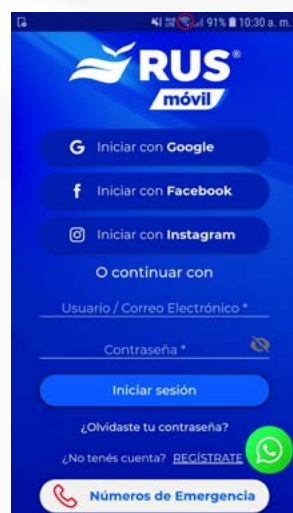 91% 10:30 a. m.
RUS®
móvil
G Iniciar con Google
f Iniciar con Facebook
Iniciar con Instagram
O continuar con
Usuario / Correo Electrónico *
Contraseña *
Iniciar sesión
¿Olvidaste tu contraseña?
¿No tenés cuenta? REGÍSTRATE
Números de Emergencia